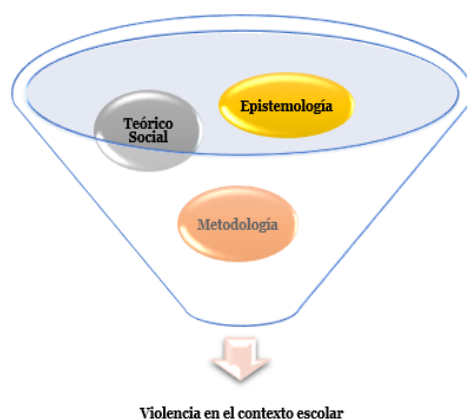 Epistemología
Teórico
Social
Metodología
Violencia en el contexto escolar